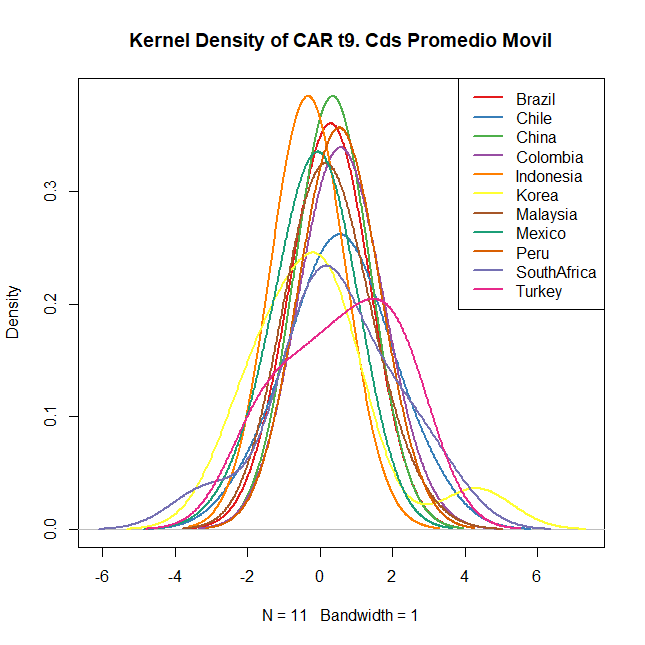 Kernel Density of CAR t9. Cds Promedio Movil
Brazil
Chile
China
Colombia
Indonesia
Korea
Malaysia
Mexico
Peru
SouthAfrica
Turkey
Density
0.0
0.1
0.2
0.3
-6
-4
-2
0
2
4
6
N = 11 Bandwidth = 1